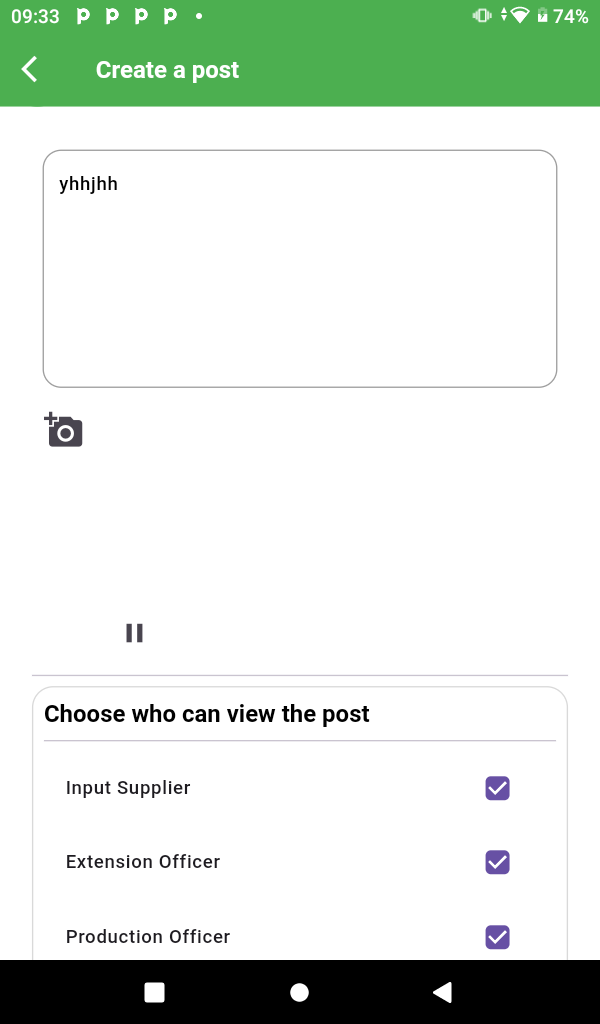 09:33
74%
Create a post
yhhjhh
Choose who can view the post
Input Supplier
Extension Officer
Production Officer